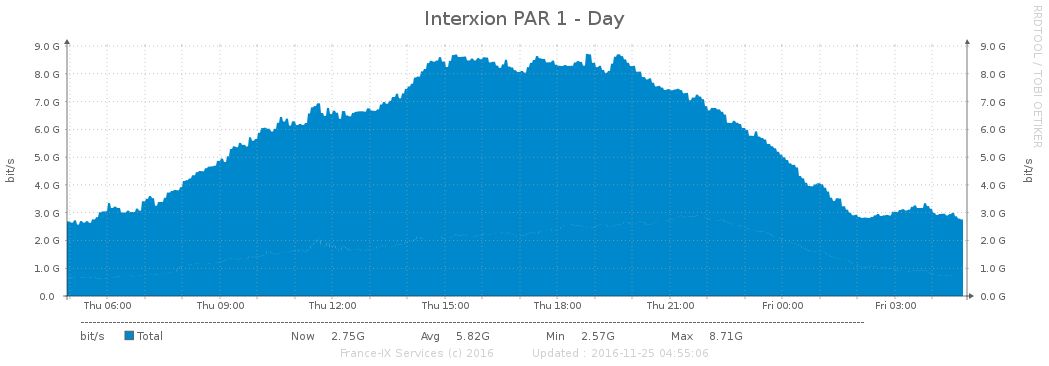 Interxion PAR 1 - Day
RRDTOOL / TOBI OETIKER
bit/s
bit/s
9.0 G 9.0 G
8.0 G 8.0 G
7.0 G 7.0 G
6.0 G 6.0 G
5.0 G 5.0 G
4.0 G 4.0 G
3.0 G 3.0 G
2.0 G 2.0 G
1.0 G 1.0 G
0.0 0.0 G
Thu 06:00 Thu 09:00 Thu 12:00 Thu 15:00 Thu 18:00 Thu 21:00 Fri 00:00 Fri 03:00
bit/s Total Now 2.75G Avg 5.82G Min 2.57G Max 8.71G
France-IX Services (c) 2016 Updated : 2016-11-25 04:55:06